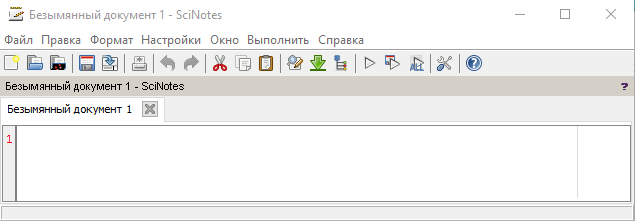 Безымянный документ 1 - SciNotes
Файл Правка Формат Настройки Окно Выполнить Справка
Безымянный документ 1 - SciNotes ?
Безымянный документ 1
1